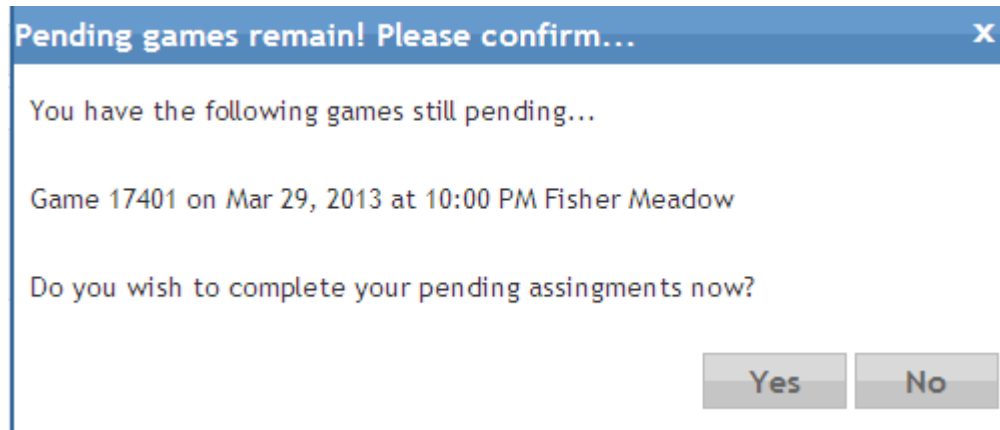 Pending games remain! Please confirm... x
You have the following games still pending...
Game 17401 on Mar 29, 2013 at 10:00 PM Fisher Meadow
Do you wish to complete your pending assingments now?
Yes No